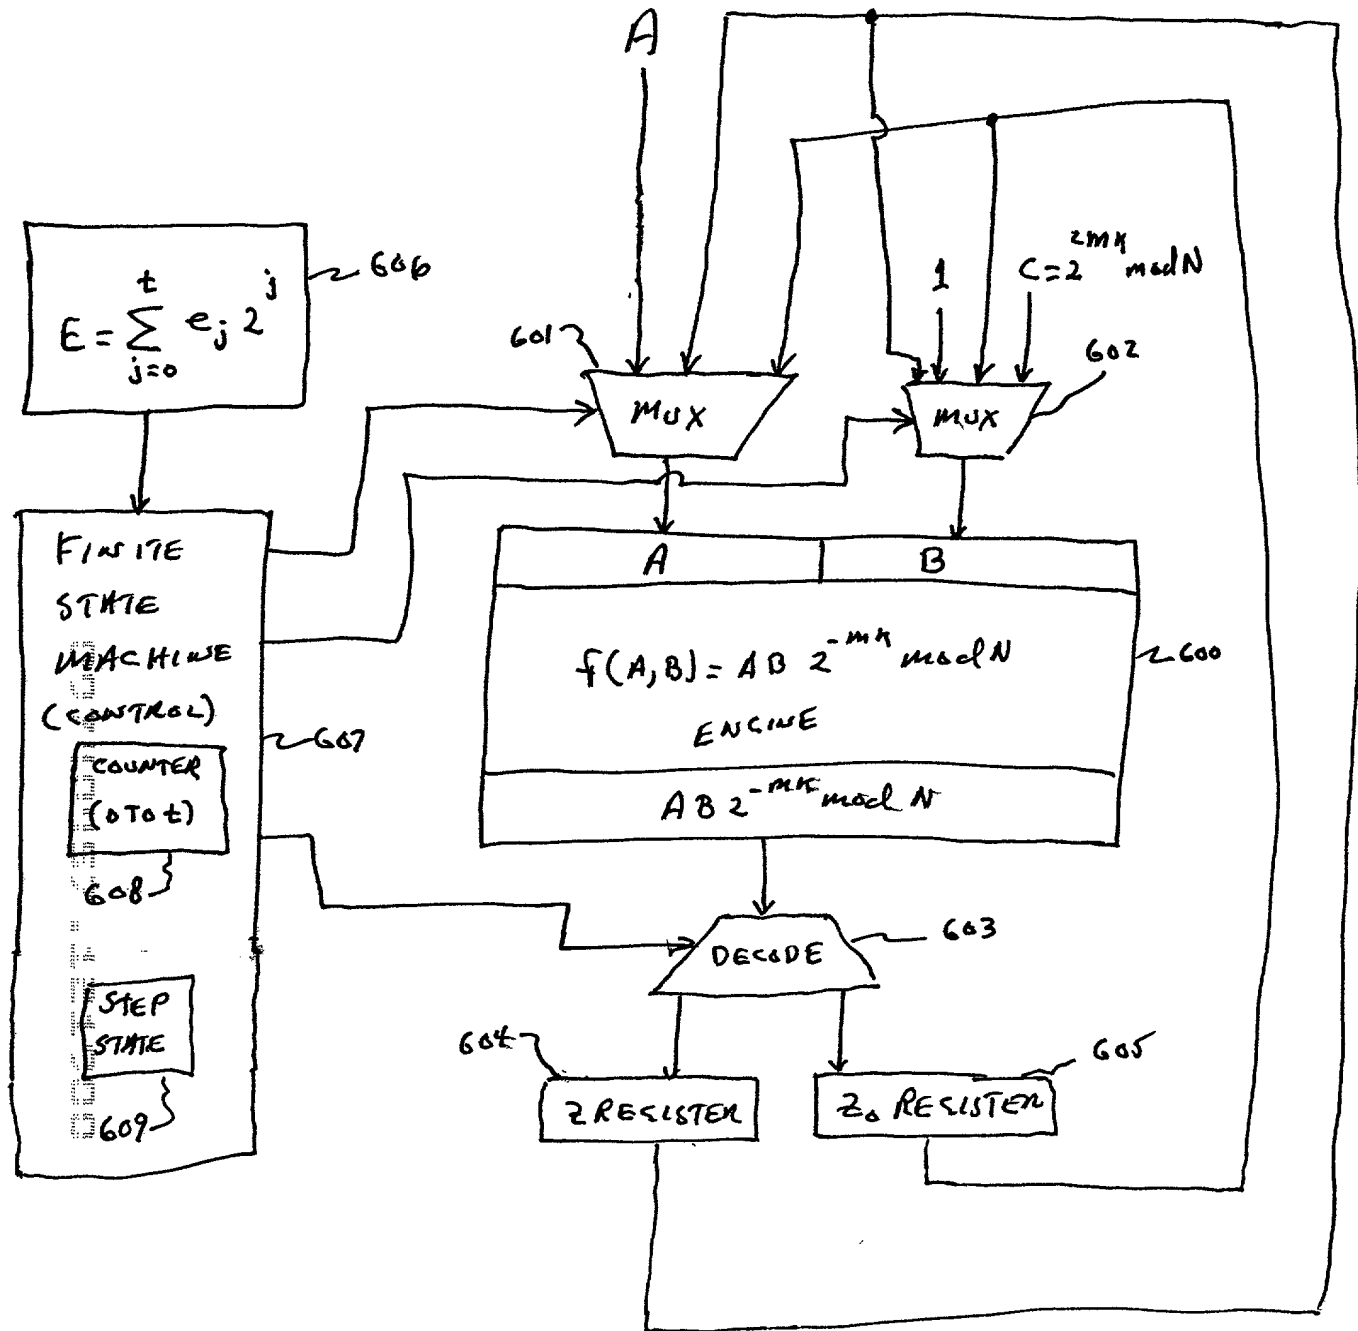 A
E = \sum_{j=0}^{t} e_j 2^j
606
1
C = 2^{2mk} mod N
601
602
MUX
MUX
FINITE
STATE
MACHINE
(CONTROL)
607
COUNTER
(0 TO t)
608
STEP
STATE
609
A
B
f(A,B) = AB 2^{-mk} mod N
ENGINE
600
AB 2^{-mk} mod N
DECODE
603
604
Z REGISTER
605
Z₀ REGISTER